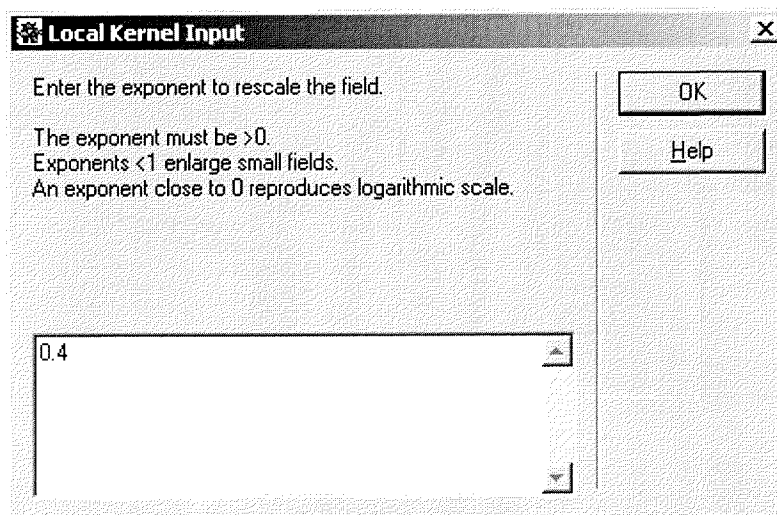 Local Kernel Input
Enter the exponent to rescale the field.
The exponent must be >0.
Exponents <1 enlarge small fields.
An exponent close to 0 reproduces logarithmic scale.
0.4
OK
Help